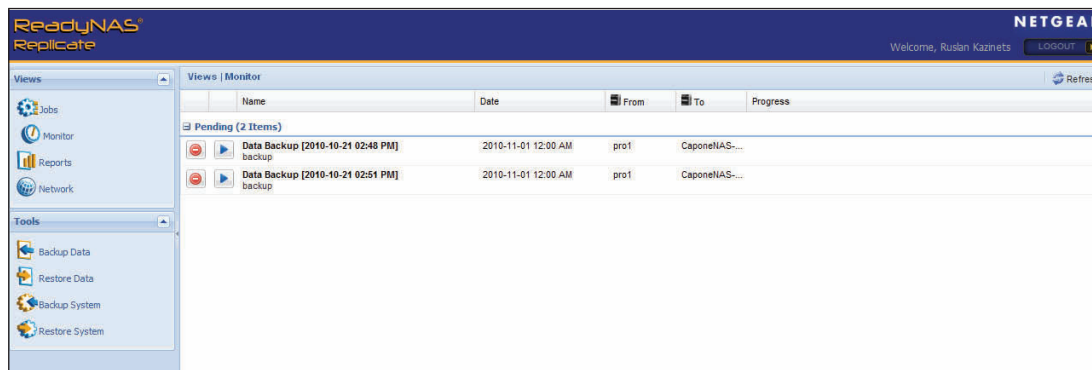 ReadyNAS®
Replicate
NETGEA
Welcome, Ruslan Kazinets LOGOUT
Views
Jobs
Monitor
Reports
Network
Tools
Backup Data
Restore Data
Backup System
Restore System
Views | Monitor Refres
Name Date From To Progress
Pending (2 Items)
Data Backup [2010-10-21 02:48 PM] 2010-11-01 12:00 AM pro1 CaponeNAS-...
backup
Data Backup [2010-10-21 02:51 PM] 2010-11-01 12:00 AM pro1 CaponeNAS-...
backup